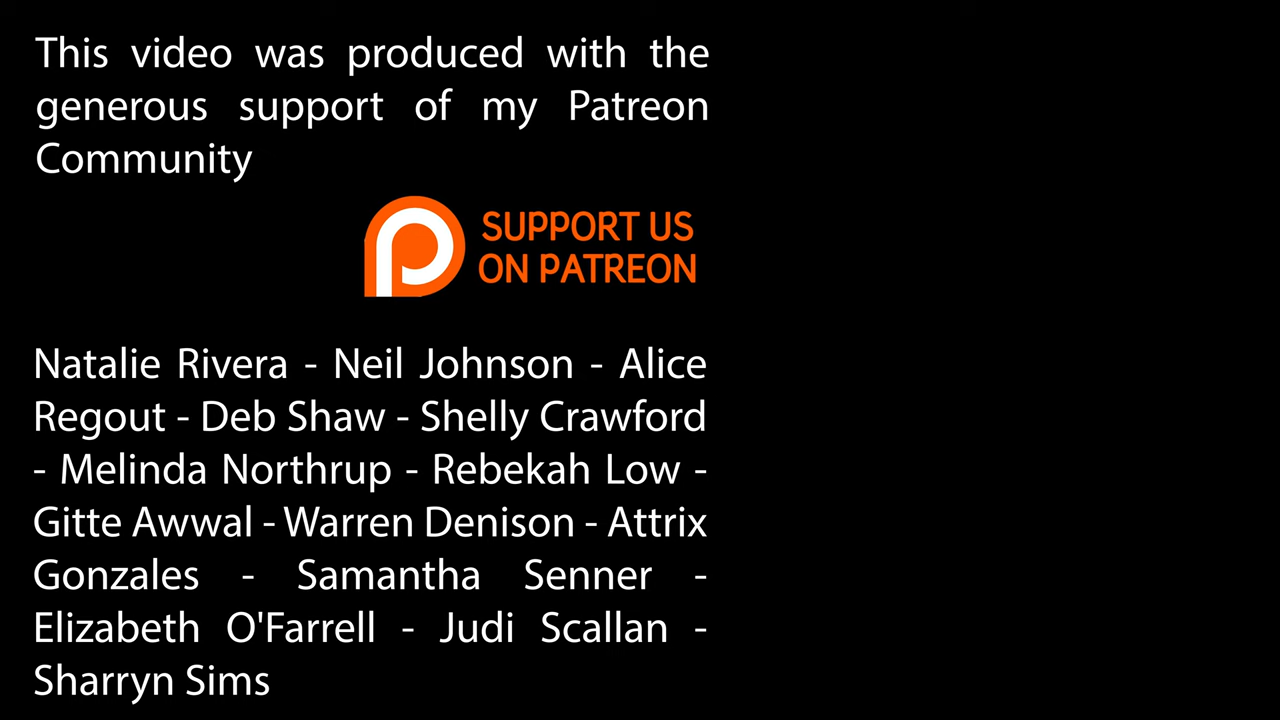 This video was produced with the
generous support of my Patreon
Community
SUPPORT US
ON PATREON
Natalie Rivera - Neil Johnson - Alice
Regout - Deb Shaw - Shelly Crawford
- Melinda Northrup - Rebekah Low -
Gitte Awwal - Warren Denison - Attrix
Gonzales - Samantha Senner -
Elizabeth O'Farrell - Judi Scallan -
Sharryn Sims